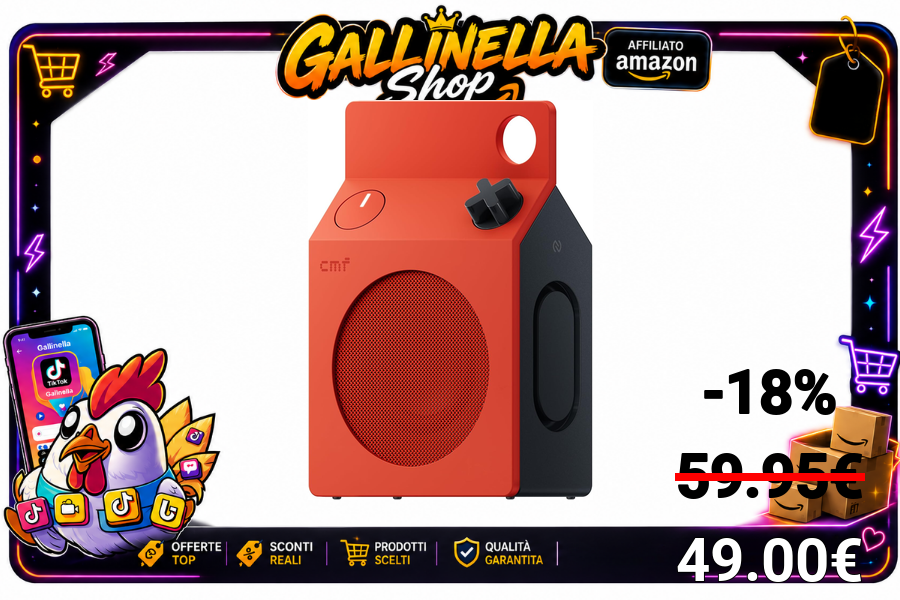 GALLINELLA
Shop
AFFILIATO
amazon
cmf
Gallinella
TikTok
Gallinella
-18%
59.95€
49.00€
OFFERTE
TOP
SCONTI
REALI
PRODOTTI
SCELTI
QUALITÀ
GARANTITA